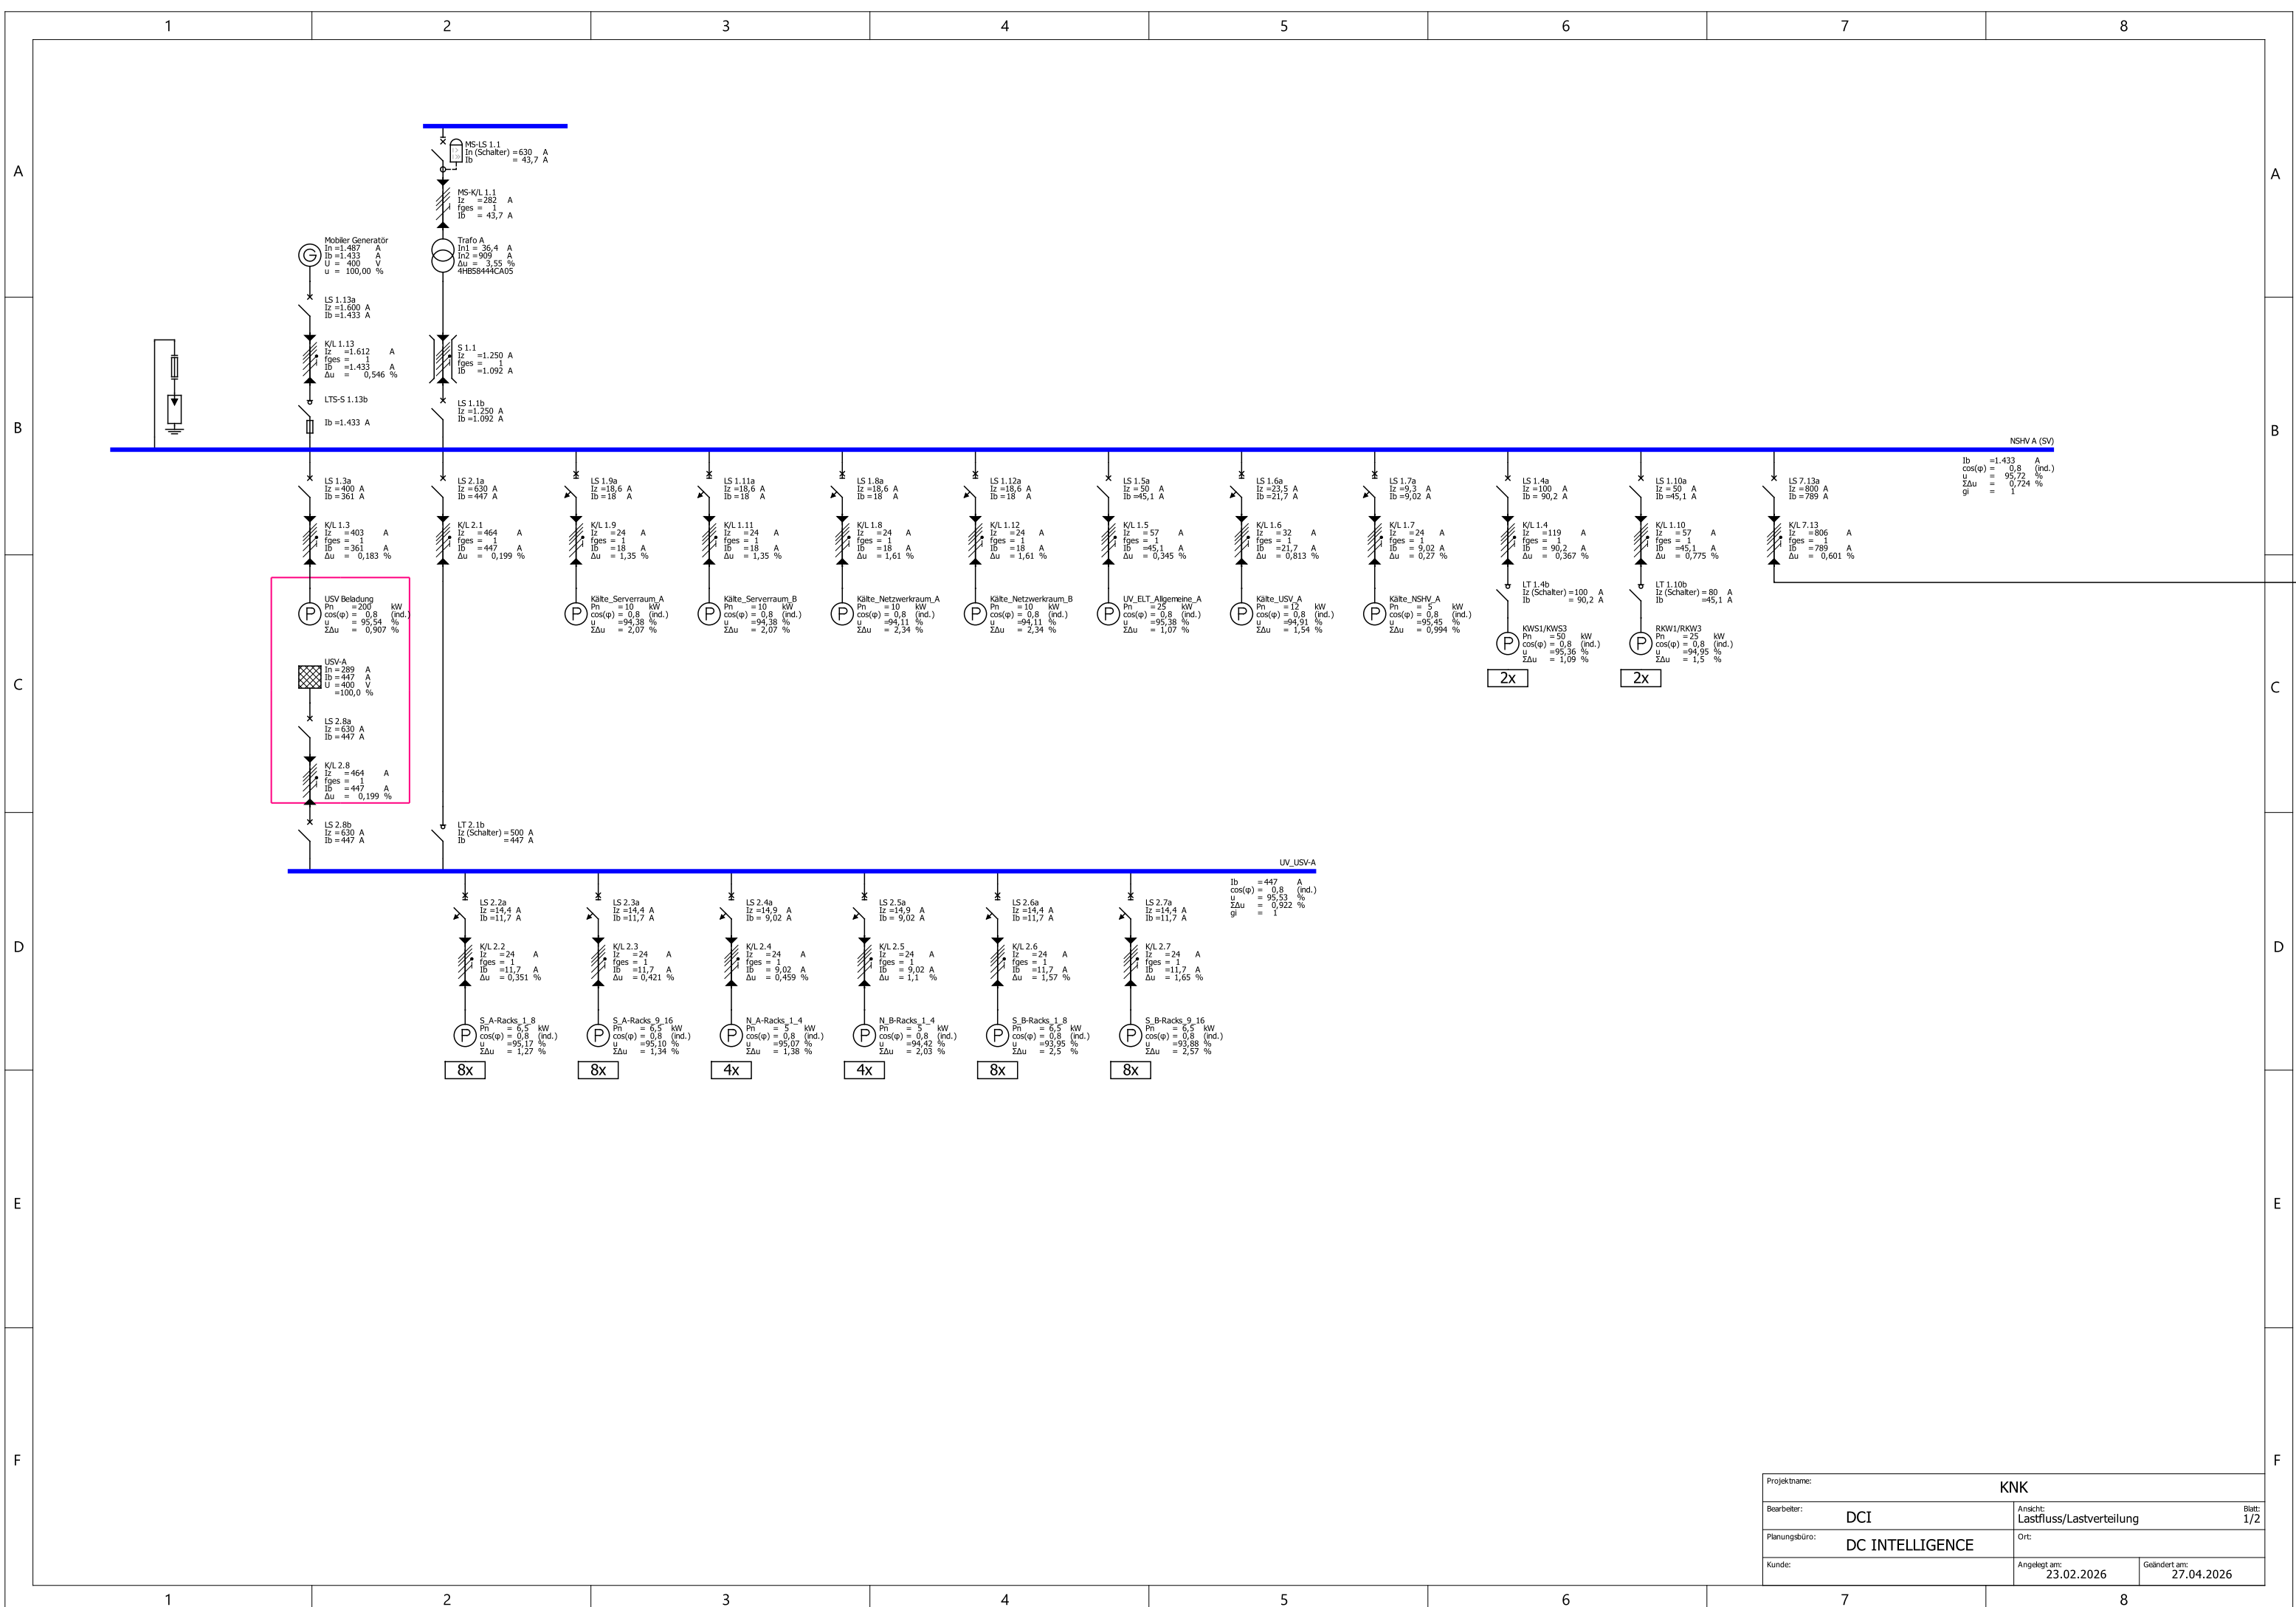 1 2 3 4 5 6 7 8
A A
MS-LS 1.1
In (Schalter) =630 A
Ib = 43,7 A
MS-K/L 1.1
Iz =282 A
fges = 1
Ib = 43,7 A
Mobiler Generatör
In =1.487 A
Ib =1.433 A
U = 400 V
u = 100,00 %
G
Trafo A
In1 = 36,4 A
In2 =909 A
Δu = 3,55 %
4HB58444CA05
LS 1.13a
Iz =1.600 A
Ib =1.433 A
K/L 1.13
Iz =1.612 A
fges = 1
Ib =1.433 A
Δu = 0,546 %
S 1.1
Iz =1.250 A
fges = 1
Ib =1.092 A
LTS-S 1.13b
Ib =1.433 A
LS 1.1b
Iz =1.250 A
Ib =1.092 A
B B
NSHV A (SV)
Ib =1.433 A
cos(φ) = 0,8 (ind.)
u = 95,72 %
ΣΔu = 0,724 %
gi = 1
LS 1.3a
Iz =400 A
Ib =361 A
LS 2.1a
Iz =630 A
Ib =447 A
LS 1.9a
Iz =18,6 A
Ib =18 A
LS 1.11a
Iz =18,6 A
Ib =18 A
LS 1.8a
Iz =18,6 A
Ib =18 A
LS 1.12a
Iz =18,6 A
Ib =18 A
LS 1.5a
Iz = 50 A
Ib =45,1 A
LS 1.6a
Iz =23,5 A
Ib =21,7 A
LS 1.7a
Iz =9,3 A
Ib =9,02 A
LS 1.4a
Iz =100 A
Ib = 90,2 A
LS 1.10a
Iz = 50 A
Ib =45,1 A
LS 7.13a
Iz =800 A
Ib =789 A
K/L 1.3
Iz =403 A
fges = 1
Ib =361 A
Δu = 0,183 %
K/L 2.1
Iz =464 A
fges = 1
Ib =447 A
Δu = 0,199 %
K/L 1.9
Iz =24 A
fges = 1
Ib =18 A
Δu = 1,35 %
K/L 1.11
Iz =24 A
fges = 1
Ib =18 A
Δu = 1,35 %
K/L 1.8
Iz =24 A
fges = 1
Ib =18 A
Δu = 1,61 %
K/L 1.12
Iz =24 A
fges = 1
Ib =18 A
Δu = 1,61 %
K/L 1.5
Iz = 57 A
fges = 1
Ib =45,1 A
Δu = 0,345 %
K/L 1.6
Iz = 32 A
fges = 1
Ib =21,7 A
Δu = 0,813 %
K/L 1.7
Iz = 24 A
fges = 1
Ib = 9,02 A
Δu = 0,27 %
K/L 1.4
Iz =119 A
fges = 1
Ib = 90,2 A
Δu = 0,367 %
K/L 1.10
Iz = 57 A
fges = 1
Ib =45,1 A
Δu = 0,775 %
K/L 7.13
Iz =806 A
fges = 1
Ib =789 A
Δu = 0,601 %
LT 1.4b
Iz (Schalter) =100 A
Ib = 90,2 A
LT 1.10b
Iz (Schalter) = 80 A
Ib =45,1 A
P
USV Beladung
Pn =200 kW
cos(φ) = 0,8 (ind.)
u = 95,54 %
ΣΔu = 0,907 %
P
Kälte_Serverraum_A
Pn =10 kW
cos(φ) = 0,8 (ind.)
u =94,38 %
ΣΔu = 2,07 %
P
Kälte_Serverraum_B
Pn =10 kW
cos(φ) = 0,8 (ind.)
u =94,38 %
ΣΔu = 2,07 %
P
Kälte_Netzwerkraum_A
Pn =10 kW
cos(φ) = 0,8 (ind.)
u =94,11 %
ΣΔu = 2,34 %
P
Kälte_Netzwerkraum_B
Pn =10 kW
cos(φ) = 0,8 (ind.)
u =94,11 %
ΣΔu = 2,34 %
P
UV_ELT_Allgemeine_A
Pn =25 kW
cos(φ) = 0,8 (ind.)
u =95,38 %
ΣΔu = 1,07 %
P
Kälte_USV_A
Pn =12 kW
cos(φ) = 0,8 (ind.)
u =94,91 %
ΣΔu = 1,54 %
P
Kälte_NSHV_A
Pn = 5 kW
cos(φ) = 0,8 (ind.)
u =95,45 %
ΣΔu = 0,994 %
P
KWS1/KWS3
Pn =50 kW
cos(φ) = 0,8 (ind.)
u =95,36 %
ΣΔu = 1,09 %
2x
P
RKW1/RKW3
Pn =25 kW
cos(φ) = 0,8 (ind.)
u =94,95 %
ΣΔu = 1,5 %
2x
C C
USV-A
In =289 A
Ib =447 A
U =400 V
=100,0 %
LS 2.8a
Iz =630 A
Ib =447 A
K/L 2.8
Iz =464 A
fges = 1
Ib =447 A
Δu = 0,199 %
LS 2.8b
Iz =630 A
Ib =447 A
LT 2.1b
Iz (Schalter) =500 A
Ib =447 A
UV_USV-A
Ib =447 A
cos(φ) = 0,8 (ind.)
u = 95,53 %
ΣΔu = 0,922 %
gi = 1
D D
LS 2.2a
Iz =14,4 A
Ib =11,7 A
LS 2.3a
Iz =14,4 A
Ib =11,7 A
LS 2.4a
Iz =14,9 A
Ib = 9,02 A
LS 2.5a
Iz =14,9 A
Ib = 9,02 A
LS 2.6a
Iz =14,4 A
Ib =11,7 A
LS 2.7a
Iz =14,4 A
Ib =11,7 A
K/L 2.2
Iz =24 A
fges = 1
Ib =11,7 A
Δu = 0,351 %
K/L 2.3
Iz =24 A
fges = 1
Ib =11,7 A
Δu = 0,421 %
K/L 2.4
Iz =24 A
fges = 1
Ib = 9,02 A
Δu = 0,459 %
K/L 2.5
Iz =24 A
fges = 1
Ib = 9,02 A
Δu = 1,1 %
K/L 2.6
Iz =24 A
fges = 1
Ib =11,7 A
Δu = 1,57 %
K/L 2.7
Iz =24 A
fges = 1
Ib =11,7 A
Δu = 1,65 %
P
S_A-Racks_1_8
Pn = 6,5 kW
cos(φ) = 0,8 (ind.)
u =95,17 %
ΣΔu = 1,27 %
8x
P
S_A-Racks_9_16
Pn = 6,5 kW
cos(φ) = 0,8 (ind.)
u =95,10 %
ΣΔu = 1,34 %
8x
P
N_A-Racks_1_4
Pn = 5 kW
cos(φ) = 0,8 (ind.)
u =95,07 %
ΣΔu = 1,38 %
4x
P
N_B-Racks_1_4
Pn = 5 kW
cos(φ) = 0,8 (ind.)
u =94,42 %
ΣΔu = 2,03 %
4x
P
S_B-Racks_1_8
Pn = 6,5 kW
cos(φ) = 0,8 (ind.)
u =93,95 %
ΣΔu = 2,5 %
8x
P
S_B-Racks_9_16
Pn = 6,5 kW
cos(φ) = 0,8 (ind.)
u =93,88 %
ΣΔu = 2,57 %
8x
E E
F F
Projektname: KNK
Bearbeiter: DCI
Ansicht: Lastfluss/Lastverteilung
Blatt: 1/2
Planungsbüro: DC INTELLIGENCE
Ort:
Kunde:
Angelegt am: 23.02.2026
Geändert am: 27.04.2026
1 2 3 4 5 6 7 8